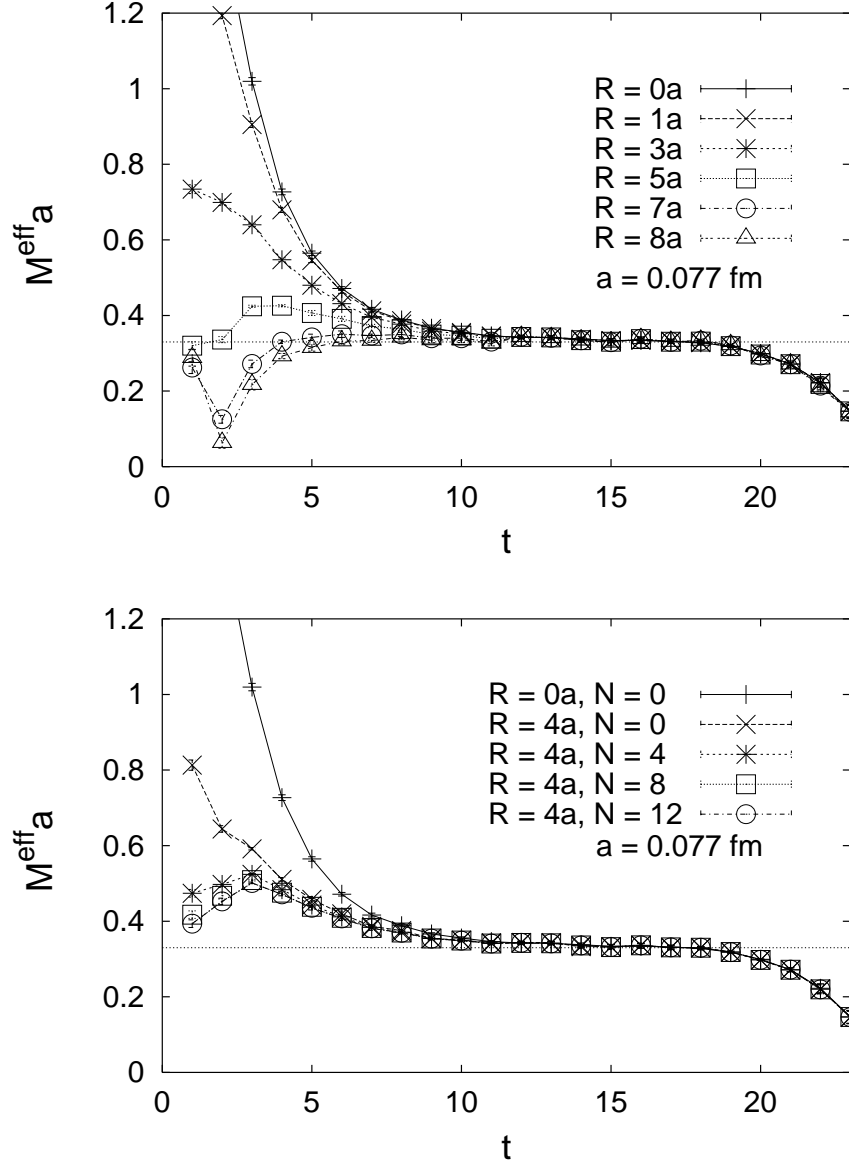 1.2
1
0.8
0.6
0.4
0.2
0
M^eff a
R = 0a
R = 1a
R = 3a
R = 5a
R = 7a
R = 8a
a = 0.077 fm
0 5 10 15 20
t
1.2
1
0.8
0.6
0.4
0.2
0
M^eff a
R = 0a, N = 0
R = 4a, N = 0
R = 4a, N = 4
R = 4a, N = 8
R = 4a, N = 12
a = 0.077 fm
0 5 10 15 20
t